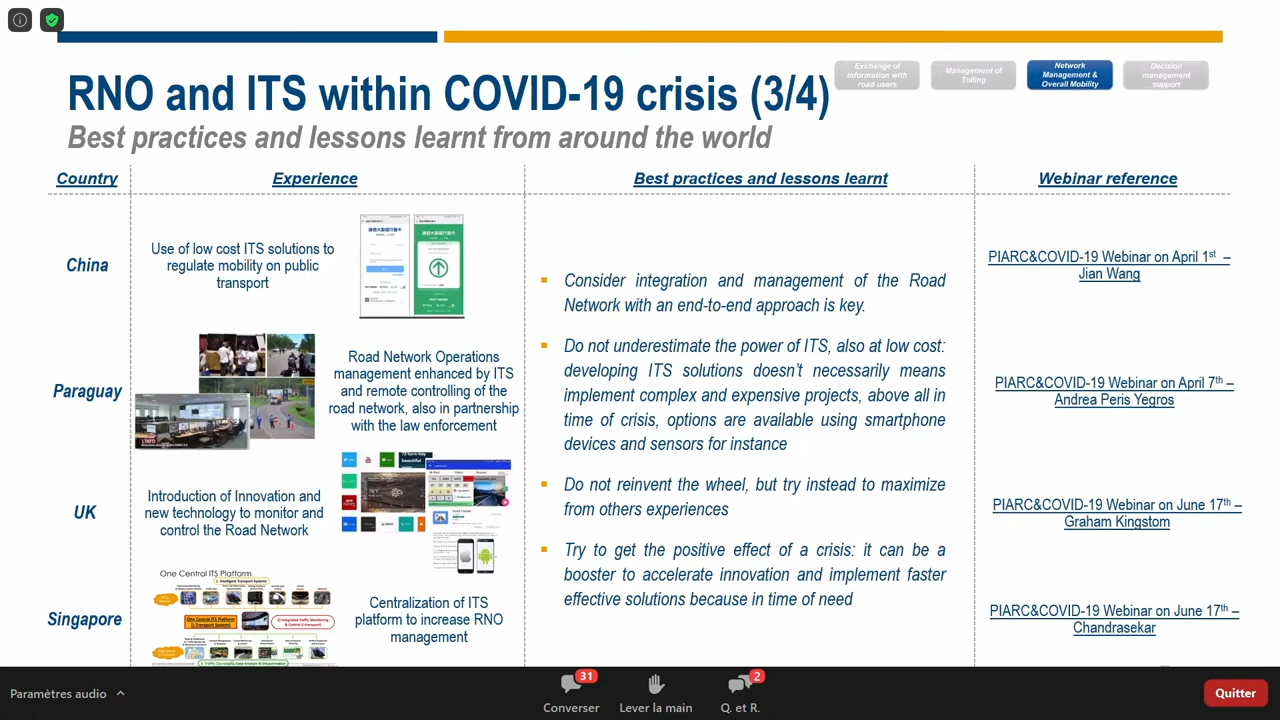 RNO and ITS within COVID-19 crisis (3/4)
Best practices and lessons learnt from around the world
Exchange of
information with
road users
Management of
Tolling
Network
Management &
Overall Mobility
Decision
management
support
Country
Experience
Best practices and lessons learnt
Webinar reference
China
Use of low cost ITS solutions to
regulate mobility on public
transport
PIARC&COVID-19 Webinar on April 1st –
Jian Wang
Paraguay
Road Network Operations
management enhanced by ITS
and remote controlling of the
road network, also in partnership
with the law enforcement
PIARC&COVID-19 Webinar on April 7th –
Andrea Peris Yegros
UK
Introduction of Innovation and
new technology to monitor and
control the Road Network
PIARC&COVID-19 Webinar on June 17th –
Graham Kingstom
Singapore
One Central ITS Platform
Centralization of ITS
platform to increase RNO
management
PIARC&COVID-19 Webinar on June 17th –
Chandrasekar
Consider integration and management of the Road
Network with an end-to-end approach is key.
Do not underestimate the power of ITS, also at low cost:
developing ITS solutions doesn't necessarily means
implement complex and expensive projects, above all in
time of crisis, options are available using smartphone
devices and sensors for instance
Do not reinvent the wheel, but try instead to maximize
from others experiences
Try to get the positive effect of a crisis: it can be a
booster to accelerate innovation and implement faster
effective solutions because in time of need
Paramètres audio
31
Converser
Lever la main
2
Q. et R.
Quitter